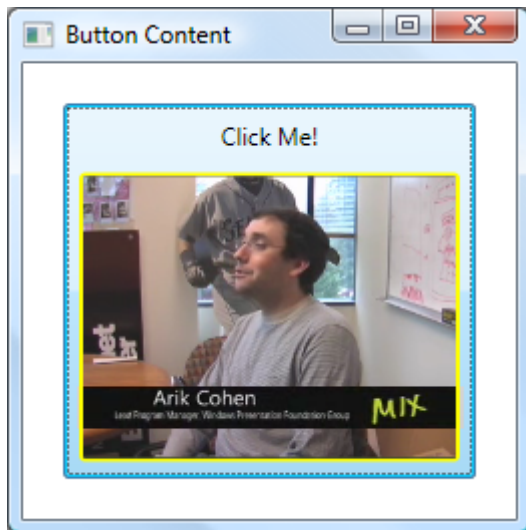 Button Content
Click Me!
Arik Cohen
Lead Program Manager, Windows Presentation Foundation Group
MIX